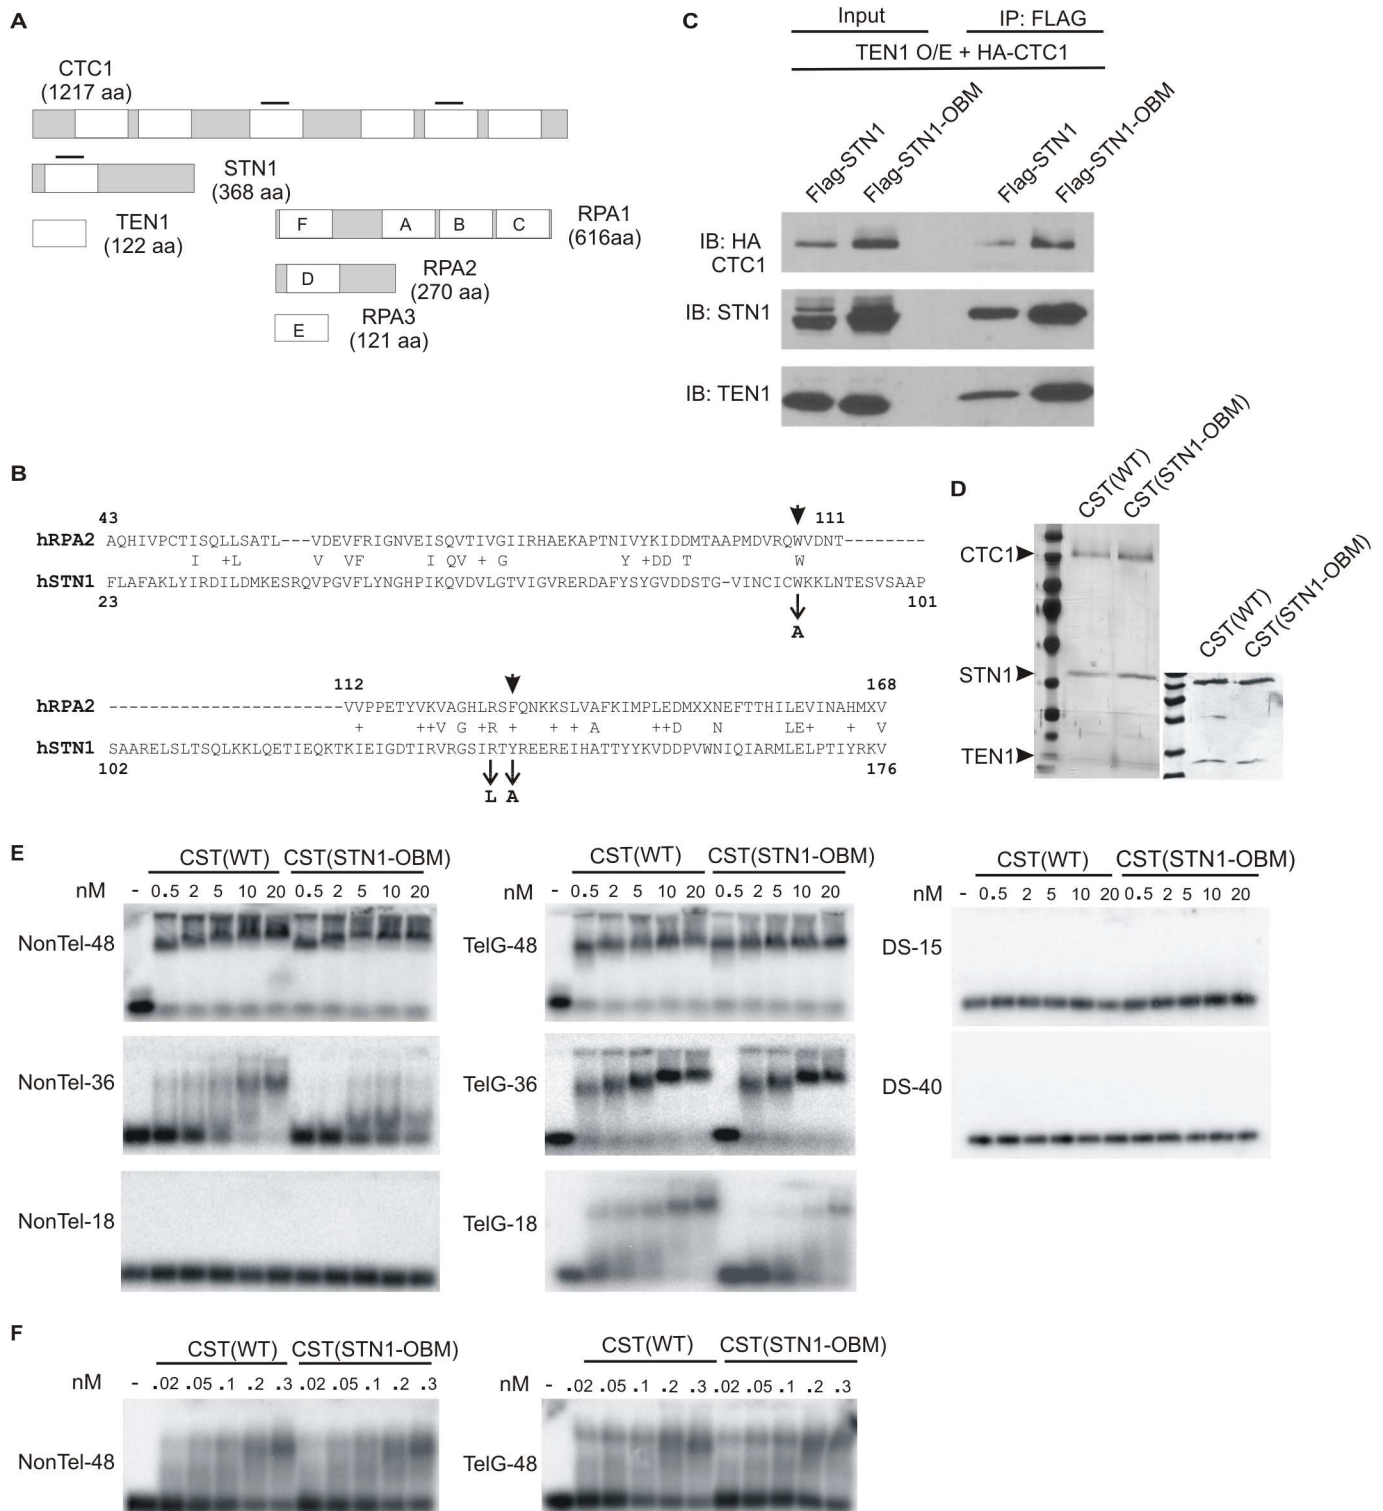 A
CTC1
(1217 aa)
STN1
(368 aa)
TEN1
(122 aa)
F A B C
RPA1
(616aa)
D
RPA2
(270 aa)
E
RPA3
(121 aa)
B
43 111
hRPA2 AQHIVPCTISQLLSATL---VDEVFRIGNVEISQVTIVGIIRHAEKAPTNIVYKIDDMTAAPMDVRQWVDNT--------
I +L V VF I QV + G Y +DD T W
hSTN1 FLAFAKLYIRDILDMKESRQVPGVFLYNGHPIKQVDVLGTVIGVRERDAFYSYGVDDSTG-VINCICWKKLNTESVSAAP
23 101
A
112 168
hRPA2 ----------------------VVPPETYVKVAGHLRSFQNKKSLVAFKIMPLEDMXXNEFTTHILEVINAHMXV
+ ++V G +R + + + A ++D N LE+ + V
hSTN1 SAARELSLTSQLKKLQETIEQKTKIEIGDTIRVRGSIRTYREEREIHATTYYKVDDPVWNIQIARMLELPTIYRKV
102 176
L A
C
Input IP: FLAG
TEN1 O/E + HA-CTC1
Flag-STN1 Flag-STN1-OBM Flag-STN1 Flag-STN1-OBM
IB: HA
CTC1
IB: STN1
IB: TEN1
D
CST(WT) CST(STN1-OBM)
CTC1
STN1
TEN1
CST(WT) CST(STN1-OBM)
E
CST(WT) CST(STN1-OBM)
nM - 0.5 2 5 10 20 0.5 2 5 10 20
NonTel-48
NonTel-36
NonTel-18
CST(WT) CST(STN1-OBM)
nM - 0.5 2 5 10 20 0.5 2 5 10 20
TelG-48
TelG-36
TelG-18
CST(WT) CST(STN1-OBM)
nM - 0.5 2 5 10 20 0.5 2 5 10 20
DS-15
DS-40
F
CST(WT) CST(STN1-OBM)
nM - .02 .05 .1 .2 .3 .02 .05 .1 .2 .3
NonTel-48
CST(WT) CST(STN1-OBM)
nM - .02 .05 .1 .2 .3 .02 .05 .1 .2 .3
TelG-48